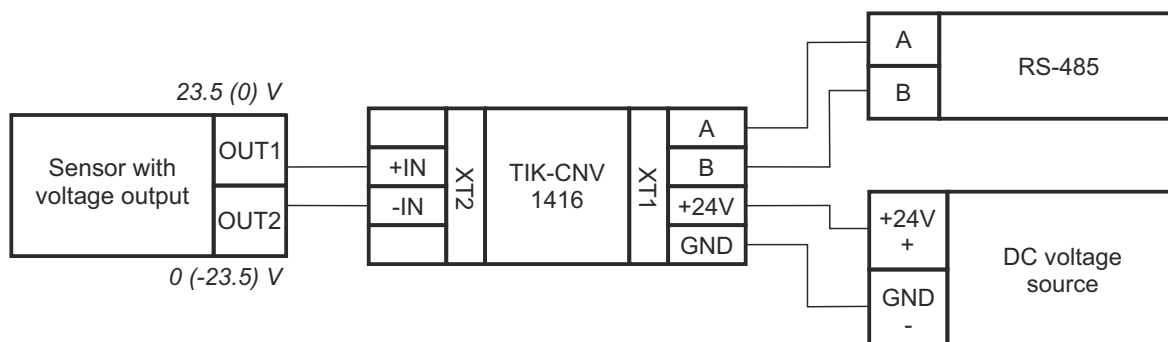 23.5 (0) V
Sensor with
voltage output
OUT1
OUT2
0 (-23.5) V
+IN
-IN
XT2
TIK-CNV
1416
XT1
A
B
+24V
GND
A
B
RS-485
+24V
+
GND
-
DC voltage
source